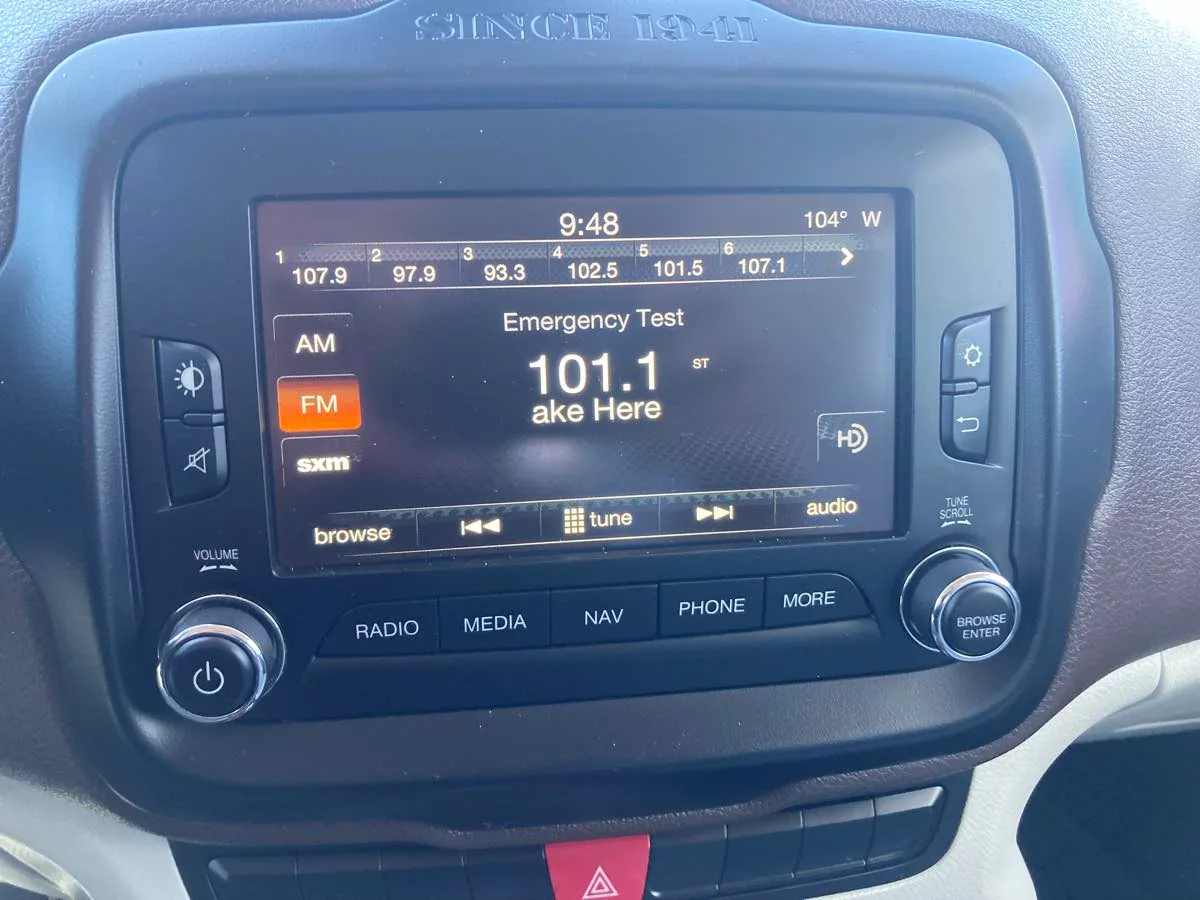 SINCE 1941
9:48
104° W
1 107.9 2 97.9 3 93.3 4 102.5 5 101.5 6 107.1
Emergency Test
AM
101.1 ST
FM
ake Here
HD
sxm
browse tune audio
VOLUME
TUNE
SCROLL
RADIO MEDIA NAV PHONE MORE
BROWSE
ENTER